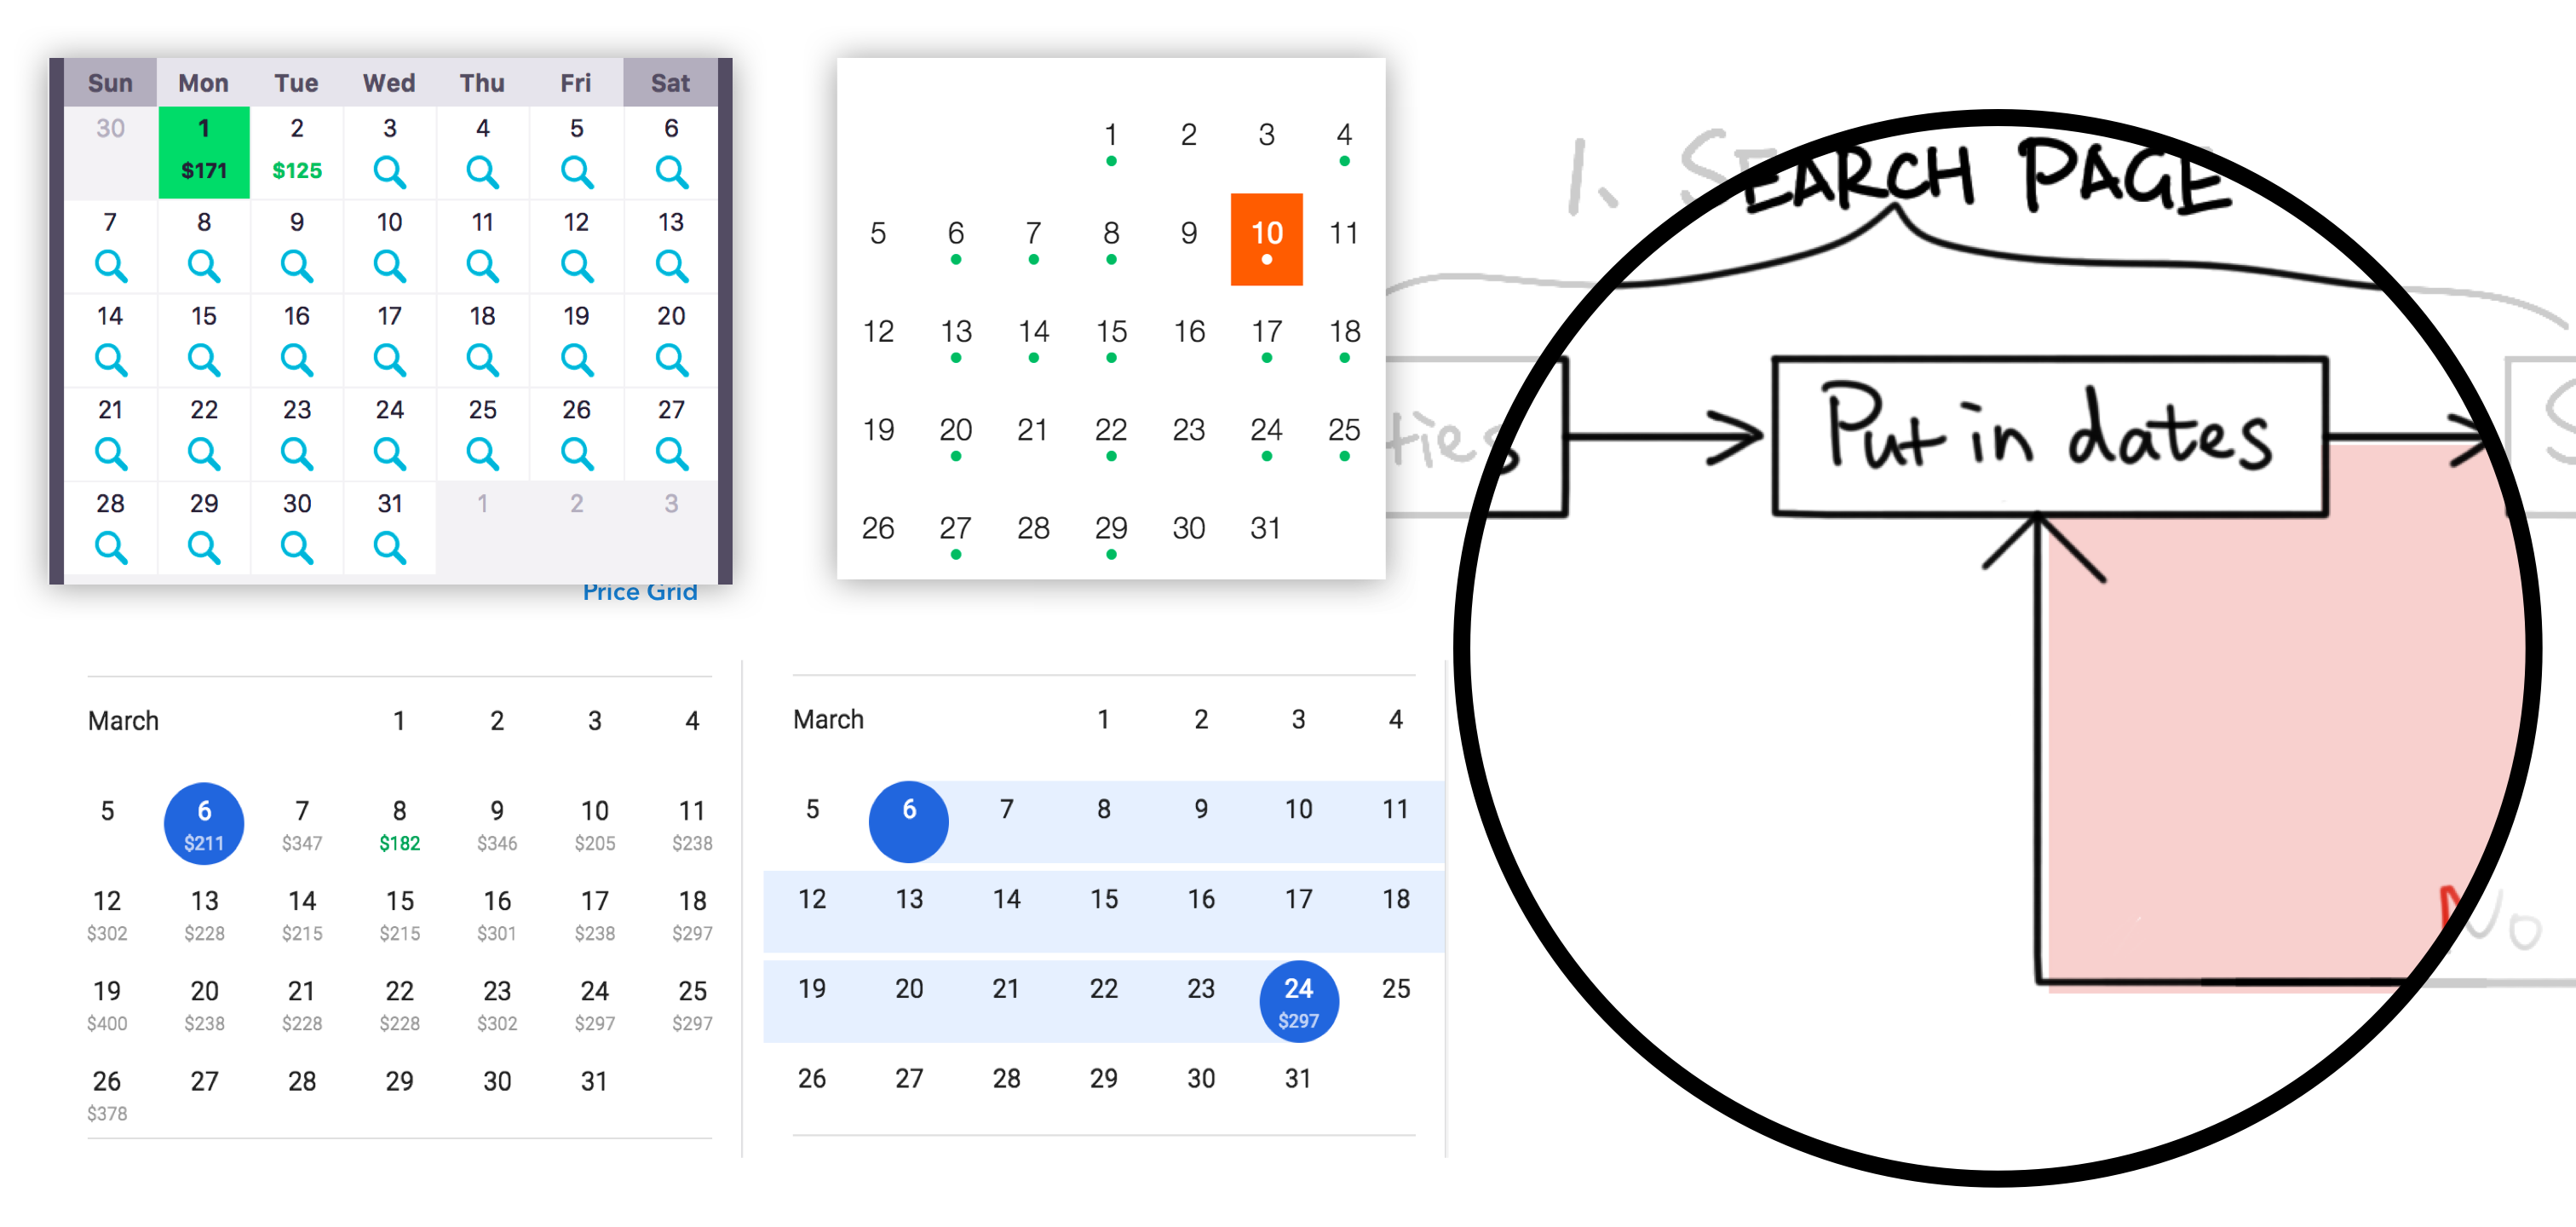 Sun Mon Tue Wed Thu Fri Sat
30 1 2 3 4 5 6
$171 $125
7 8 9 10 11 12 13
14 15 16 17 18 19 20
21 22 23 24 25 26 27
28 29 30 31 1 2 3
Price Grid
1 2 3 4
5 6 7 8 9 10 11
12 13 14 15 16 17 18
19 20 21 22 23 24 25
26 27 28 29 30 31
March 1 2 3 4
5 6 7 8 9 10 11
$211 $347 $182 $346 $205 $238
12 13 14 15 16 17 18
$302 $228 $215 $215 $301 $238 $297
19 20 21 22 23 24 25
$400 $238 $228 $228 $302 $297 $297
26 27 28 29 30 31
$378
March 1 2 3 4
5 6 7 8 9 10 11
12 13 14 15 16 17 18
19 20 21 22 23 24 25
$297
26 27 28 29 30 31
1. SEARCH PAGE
ties
Put in dates
S
No